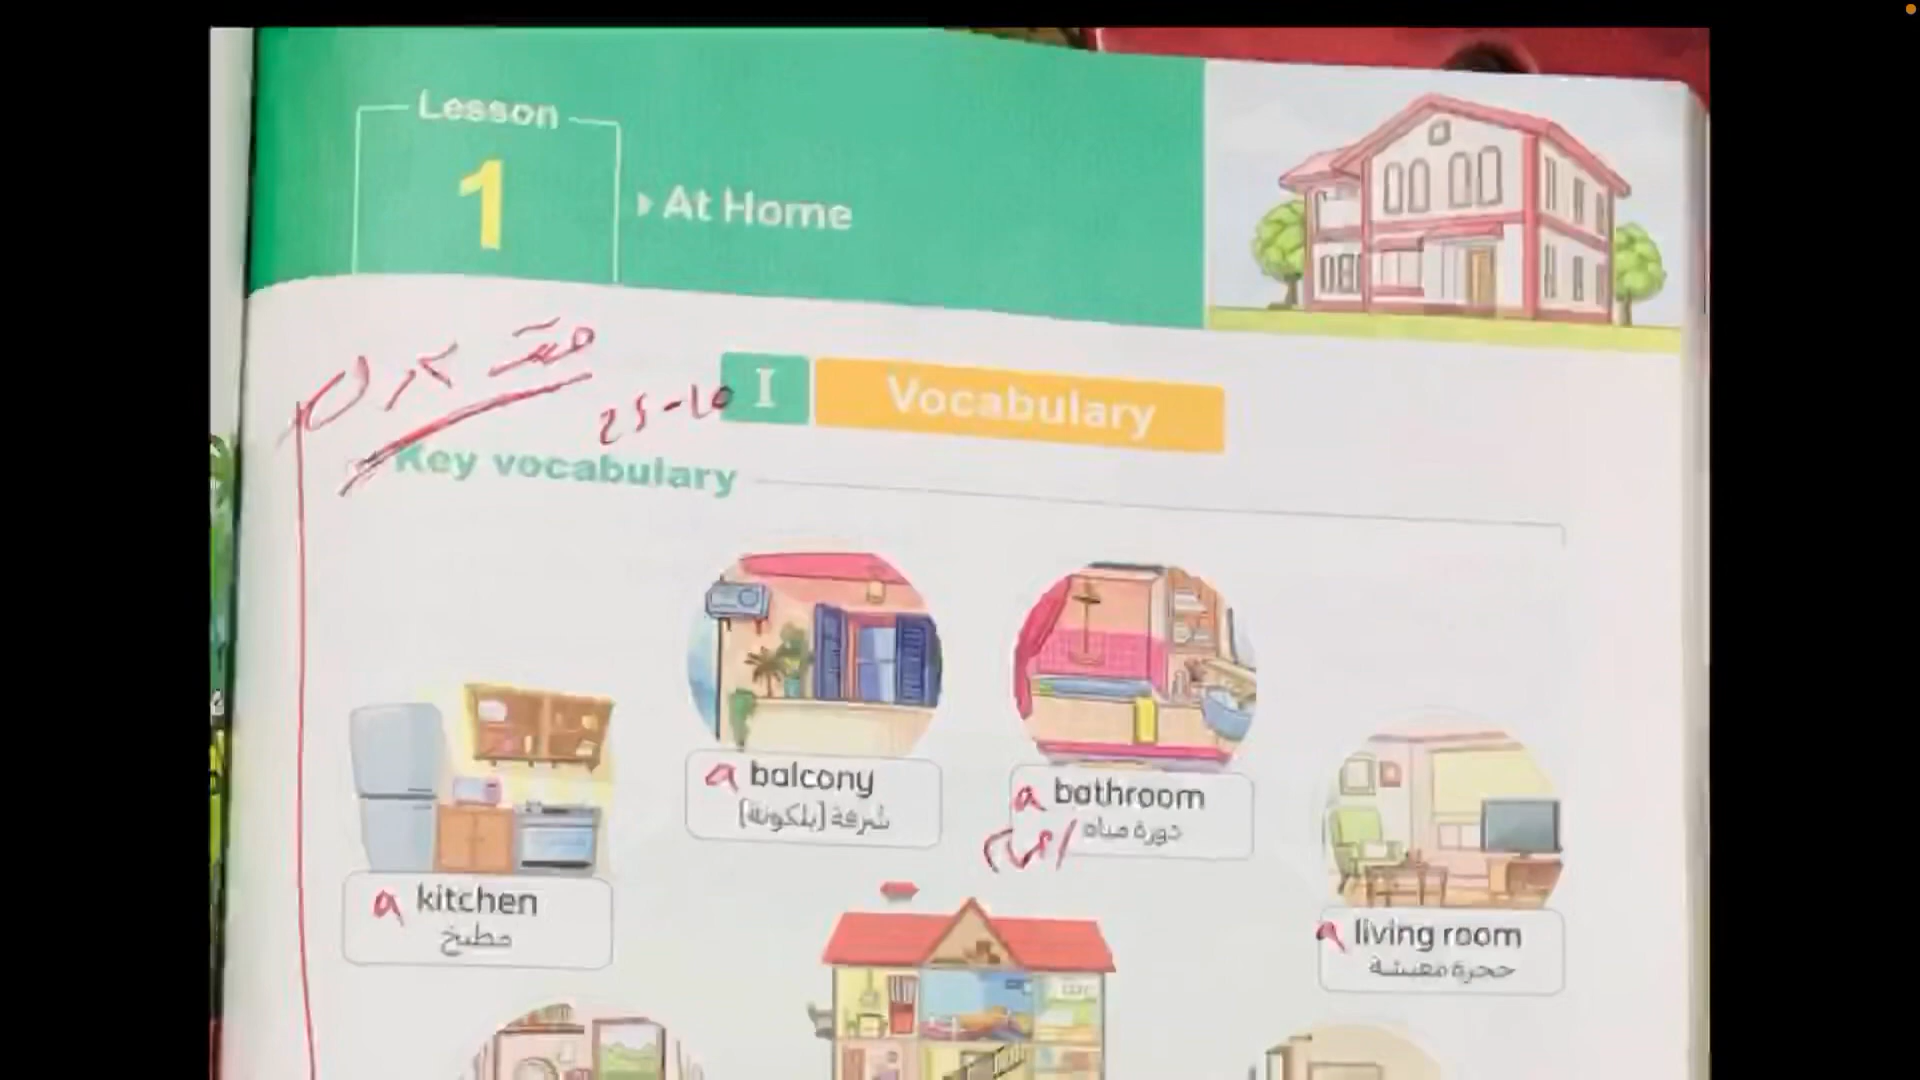 Lesson
1
At Home
I Vocabulary
25-10
Key vocabulary
a balcony
شرفة [بلكونة]
a bathroom
دورة مياه
a kitchen
مطبخ
a living room
حجرة معيشة